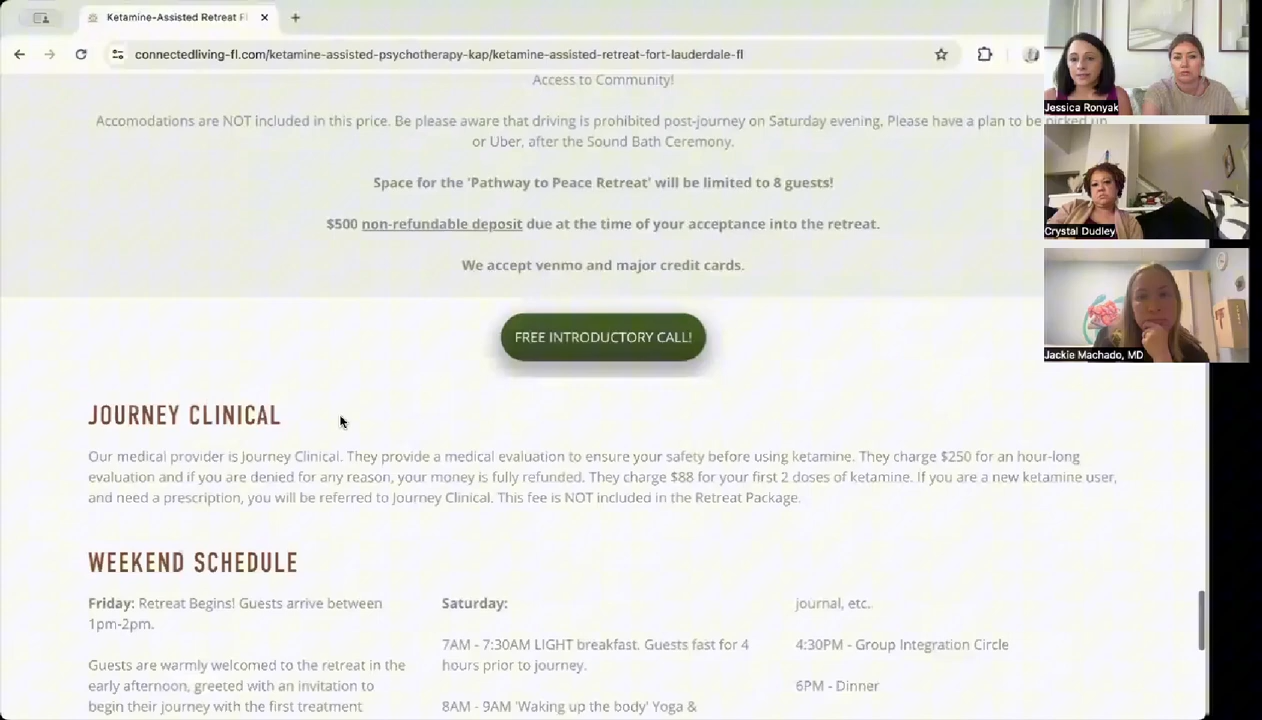 Ketamine-Assisted Retreat Fl
connectedliving-fl.com/ketamine-assisted-psychotherapy-kap/ketamine-assisted-retreat-fort-lauderdale-fl
Access to Community!
Accomodations are NOT included in this price. Be please aware that driving is prohibited post-journey on Saturday evening. Please have a plan to be picked up
or Uber, after the Sound Bath Ceremony.
Space for the 'Pathway to Peace Retreat' will be limited to 8 guests!
$500 non-refundable deposit due at the time of your acceptance into the retreat.
We accept venmo and major credit cards.
FREE INTRODUCTORY CALL!
JOURNEY CLINICAL
Our medical provider is Journey Clinical. They provide a medical evaluation to ensure your safety before using ketamine. They charge $250 for an hour-long
evaluation and if you are denied for any reason, your money is fully refunded. They charge $88 for your first 2 doses of ketamine. If you are a new ketamine user,
and need a prescription, you will be referred to Journey Clinical. This fee is NOT included in the Retreat Package.
WEEKEND SCHEDULE
Friday: Retreat Begins! Guests arrive between
1pm-2pm.
Guests are warmly welcomed to the retreat in the
early afternoon, greeted with an invitation to
begin their journey with the first treatment
Saturday:
7AM - 7:30AM LIGHT breakfast. Guests fast for 4
hours prior to journey.
8AM - 9AM 'Waking up the body' Yoga &
journal, etc.
4:30PM - Group Integration Circle
6PM - Dinner
Jessica Ronyak
Crystal Dudley
Jackie Machado, MD